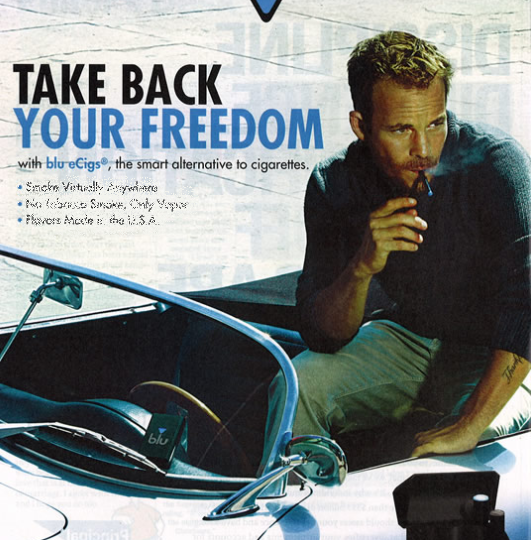 TAKE BACK
YOUR FREEDOM
with blu eCigs®, the smart alternative to cigarettes.
• Smoke Virtually Anywhere
• No Tobacco Smoke, Only Vapor
• Flavors Made in the U.S.A.
blu